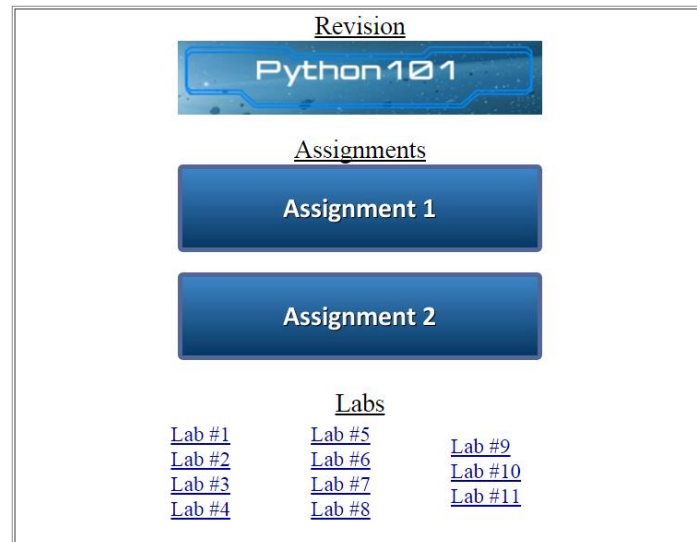 Revision
Python101
Assignments
Assignment 1
Assignment 2
Labs
Lab #1
Lab #2
Lab #3
Lab #4
Lab #5
Lab #6
Lab #7
Lab #8
Lab #9
Lab #10
Lab #11